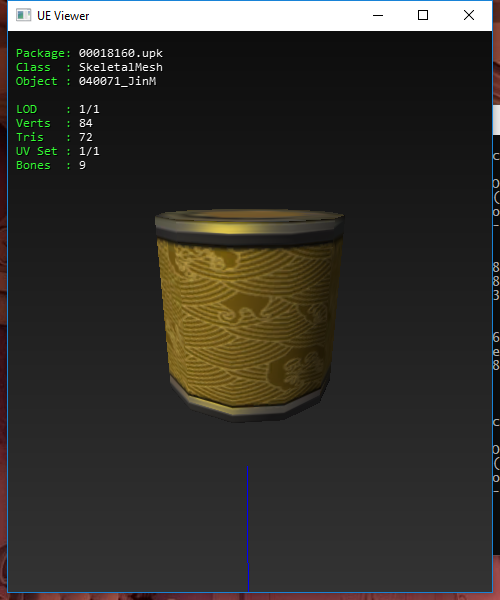 UE Viewer
Package: 00018160.upk
Class : SkeletalMesh
Object : 040071_JinM
LOD : 1/1
Verts : 84
Tris : 72
UV Set : 1/1
Bones : 9